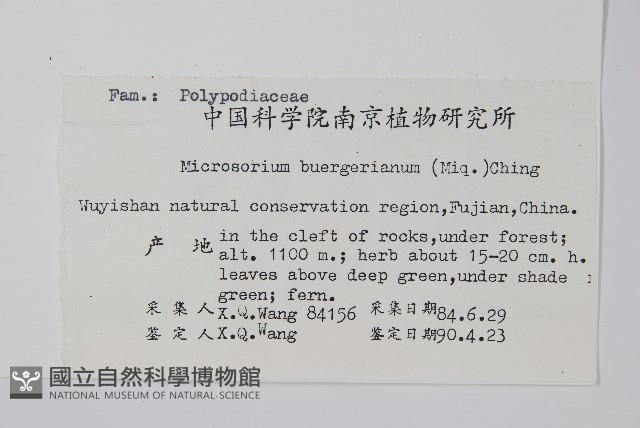 Fam.: Polypodiaceae
中国科学院南京植物研究所
Microsorium buergerianum (Miq.)Ching
Wuyishan natural conservation region,Fujian,China.
产 地 in the cleft of rocks,under forest;
alt. 1100 m.; herb about 15-20 cm. h.
leaves above deep green,under shade
green; fern.
采 集 人 X.Q.Wang 84156 采集日期84.6.29
鉴 定 人 X.Q.Wang 鉴定日期90.4.23
國立自然科學博物館
NATIONAL MUSEUM OF NATURAL SCIENCE